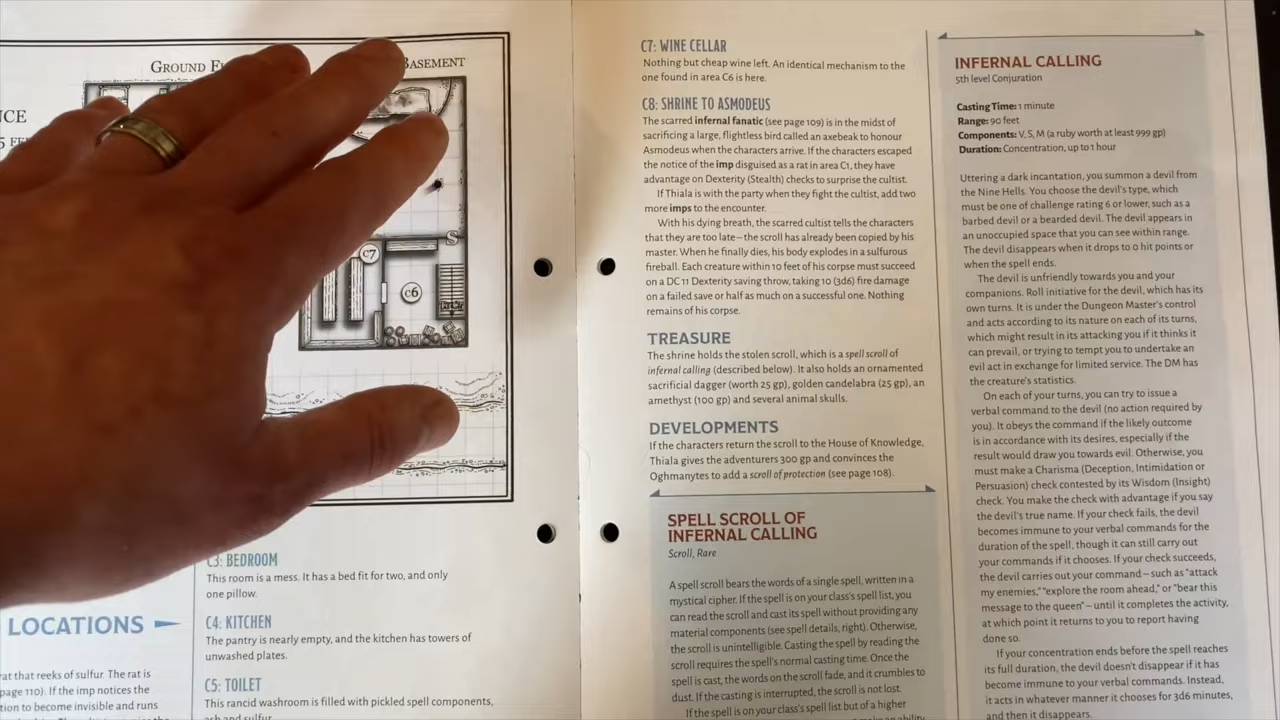 GROUND
BASEMENT
NCE
5 FE
S
C7
C6
LOCATIONS
at that reeks of sulfur. The rat is
page 110). If the imp notices the
tion to become invisible and runs
C3: BEDROOM
This room is a mess. It has a bed fit for two, and only
one pillow.
C4: KITCHEN
The pantry is nearly empty, and the kitchen has towers of
unwashed plates.
C5: TOILET
This rancid washroom is filled with pickled spell components,
ash and sulfur.
C7: WINE CELLAR
Nothing but cheap wine left. An identical mechanism to the
one found in area C6 is here.
C8: SHRINE TO ASMODEUS
The scarred infernal fanatic (see page 109) is in the midst of
sacrificing a large, flightless bird called an axebeak to honour
Asmodeus when the characters arrive. If the characters escaped
the notice of the imp disguised as a rat in area C1, they have
advantage on Dexterity (Stealth) checks to surprise the cultist.
If Thiala is with the party when they fight the cultist, add two
more imps to the encounter.
With his dying breath, the scarred cultist tells the characters
that they are too late—the scroll has already been copied by his
master. When he finally dies, his body explodes in a sulfurous
fireball. Each creature within 10 feet of his corpse must succeed
on a DC 11 Dexterity saving throw, taking 10 (3d6) fire damage
on a failed save or half as much on a successful one. Nothing
remains of his corpse.
TREASURE
The shrine holds the stolen scroll, which is a spell scroll of
infernal calling (described below). It also holds an ornamented
sacrificial dagger (worth 25 gp), golden candelabra (25 gp), an
amethyst (100 gp) and several animal skulls.
DEVELOPMENTS
If the characters return the scroll to the House of Knowledge,
Thiala gives the adventurers 300 gp and convinces the
Oghmanytes to add a scroll of protection (see page 108).
SPELL SCROLL OF
INFERNAL CALLING
Scroll, Rare
A spell scroll bears the words of a single spell, written in a
mystical cipher. If the spell is on your class's spell list, you
can read the scroll and cast its spell without providing any
material components (see spell details, right). Otherwise,
the scroll is unintelligible. Casting the spell by reading the
scroll requires the spell's normal casting time. Once the
spell is cast, the words on the scroll fade, and it crumbles to
dust. If the casting is interrupted, the scroll is not lost.
If the spell is on your class's spell list but of a higher
INFERNAL CALLING
5th level Conjuration
Casting Time: 1 minute
Range: 90 feet
Components: V, S, M (a ruby worth at least 999 gp)
Duration: Concentration, up to 1 hour
Uttering a dark incantation, you summon a devil from
the Nine Hells. You choose the devil's type, which
must be one of challenge rating 6 or lower, such as a
barbed devil or a bearded devil. The devil appears in
an unoccupied space that you can see within range.
The devil disappears when it drops to 0 hit points or
when the spell ends.
The devil is unfriendly towards you and your
companions. Roll initiative for the devil, which has its
own turns. It is under the Dungeon Master's control
and acts according to its nature on each of its turns,
which might result in its attacking you if it thinks it
can prevail, or trying to tempt you to undertake an
evil act in exchange for limited service. The DM has
the creature's statistics.
On each of your turns, you can try to issue a
verbal command to the devil (no action required by
you). It obeys the command if the likely outcome
is in accordance with its desires, especially if the
result would draw you towards evil. Otherwise, you
must make a Charisma (Deception, Intimidation or
Persuasion) check contested by its Wisdom (Insight)
check. You make the check with advantage if you say
the devil's true name. If your check fails, the devil
becomes immune to your verbal commands for the
duration of the spell, though it can still carry out
your commands if it chooses. If your check succeeds,
the devil carries out your command—such as "attack
my enemies," "explore the room ahead," or "bear this
message to the queen"—until it completes the activity,
at which point it returns to you to report having
done so.
If your concentration ends before the spell reaches
its full duration, the devil doesn't disappear if it has
become immune to your verbal commands. Instead,
it acts in whatever manner it chooses for 3d6 minutes,
and then it disappears.